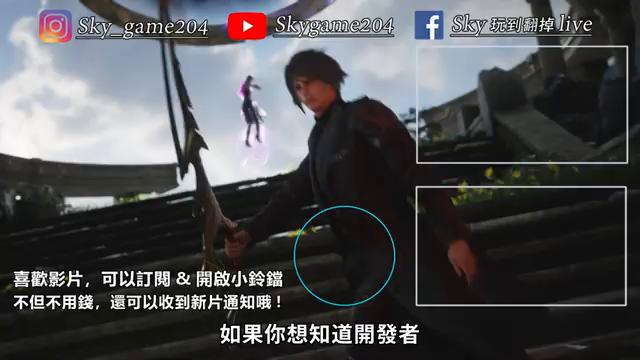 Sky_game204
Skygame204
Sky 玩到翻掉 live
喜歡影片，可以訂閱 & 開啟小鈴鐺
不但不用錢，還可以收到新片通知哦！
如果你想知道開發者